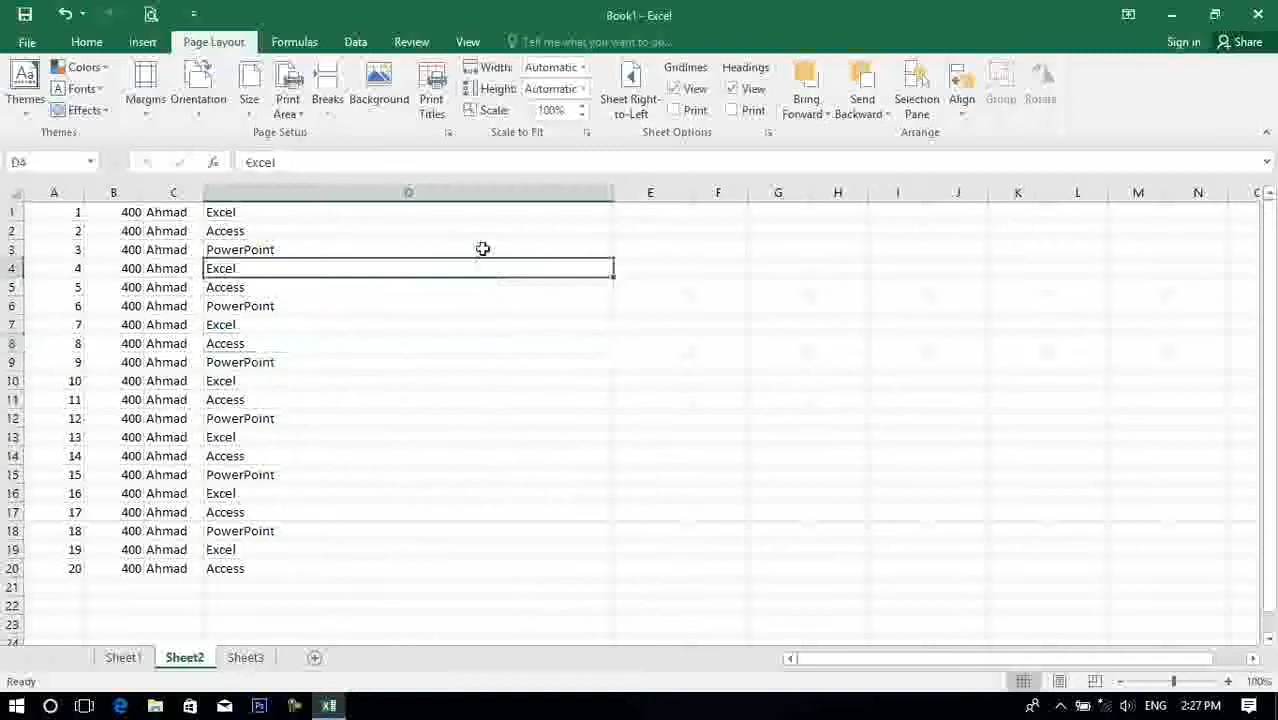 Book1 - Excel
File Home Insert Page Layout Formulas Data Review View Tell me what you want to do... Sign in Share
Themes
Colors
Fonts
Effects
Themes
Margins Orientation Size Print Area Breaks Background Print Titles
Page Setup
Width: Automatic
Height: Automatic
Scale: 100%
Scale to Fit
Sheet Right-to-Left
Gridlines Headings
View View
Print Print
Sheet Options
Bring Forward Send Backward Selection Pane Align Group Rotate
Arrange
D4 fx Excel
A B C D E F G H I J K L M N
1 1 400 Ahmad Excel
2 2 400 Ahmad Access
3 3 400 Ahmad PowerPoint
4 4 400 Ahmad Excel
5 5 400 Ahmad Access
6 6 400 Ahmad PowerPoint
7 7 400 Ahmad Excel
8 8 400 Ahmad Access
9 9 400 Ahmad PowerPoint
10 10 400 Ahmad Excel
11 11 400 Ahmad Access
12 12 400 Ahmad PowerPoint
13 13 400 Ahmad Excel
14 14 400 Ahmad Access
15 15 400 Ahmad PowerPoint
16 16 400 Ahmad Excel
17 17 400 Ahmad Access
18 18 400 Ahmad PowerPoint
19 19 400 Ahmad Excel
20 20 400 Ahmad Access
21
22
23
24
Sheet1 Sheet2 Sheet3
Ready 100%
ENG 2:27 PM